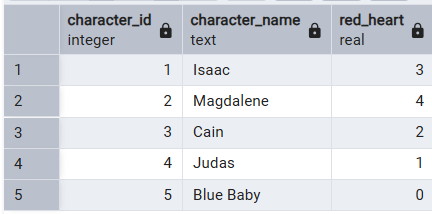 character_id character_name red_heart
integer text real
1 1 Isaac 3
2 2 Magdalene 4
3 3 Cain 2
4 4 Judas 1
5 5 Blue Baby 0